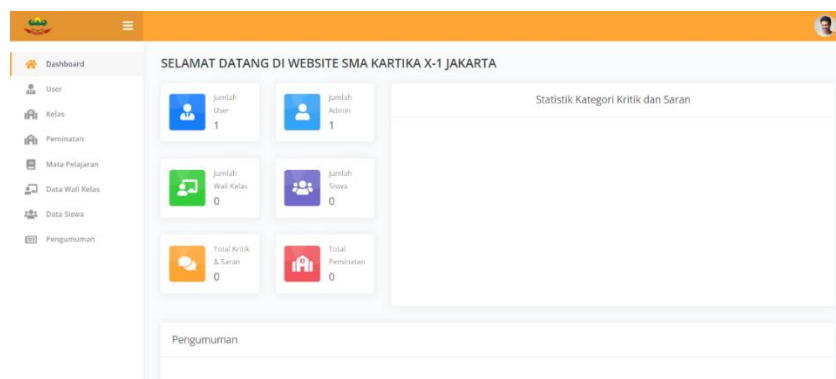 Dashboard
User
Kelas
Peminatan
Mata Pelajaran
Data Wali Kelas
Data Siswa
Pengumuman
SELAMAT DATANG DI WEBSITE SMA KARTIKA X-1 JAKARTA
Jumlah
User
1
Jumlah
Admin
1
Jumlah
Wali Kelas
0
Jumlah
Siswa
0
Total Kritik
& Saran
0
Total
Peminatan
0
Statistik Kategori Kritik dan Saran
Pengumuman